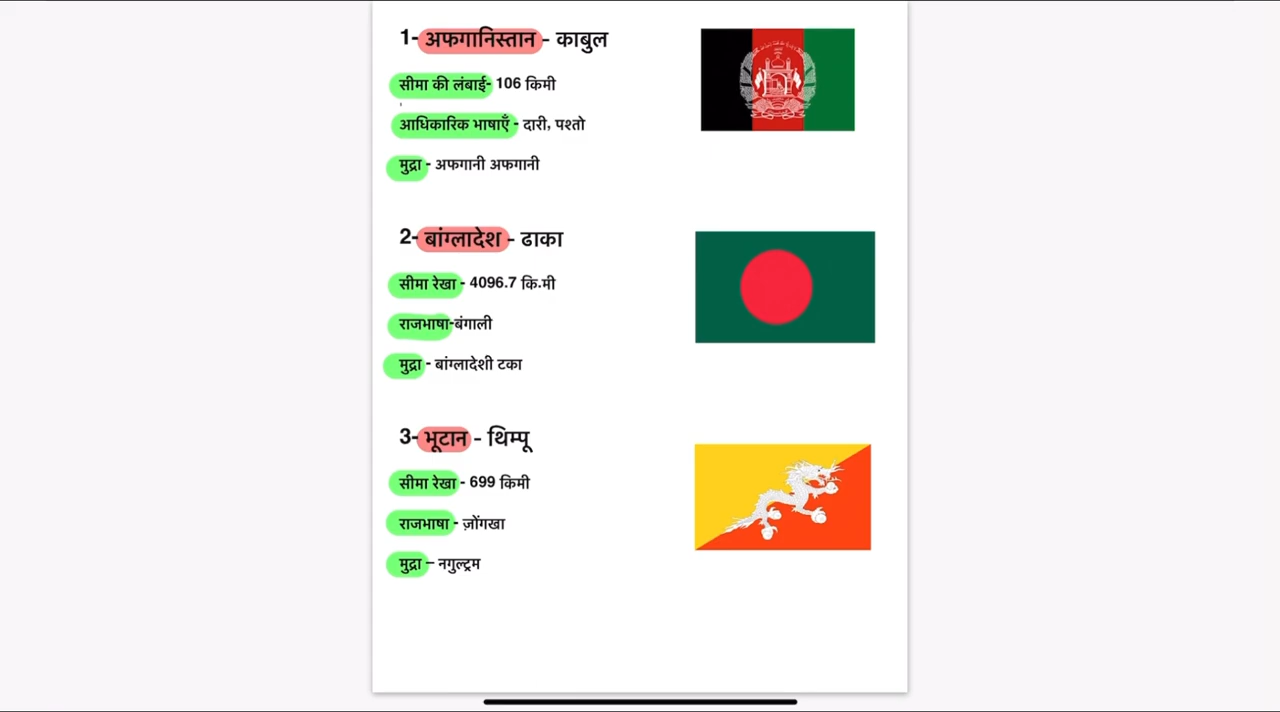 1- अफगानिस्तान - काबुल
सीमा की लंबाई- 106 किमी
आधिकारिक भाषाएँ - दारी, पश्तो
मुद्रा - अफगानी अफगानी
2- बांग्लादेश - ढाका
सीमा रेखा - 4096.7 कि.मी
राजभाषा-बंगाली
मुद्रा - बांग्लादेशी टका
3- भूटान - थिम्पू
सीमा रेखा - 699 किमी
राजभाषा - ज़ोंगखा
मुद्रा – नगुल्ट्रम